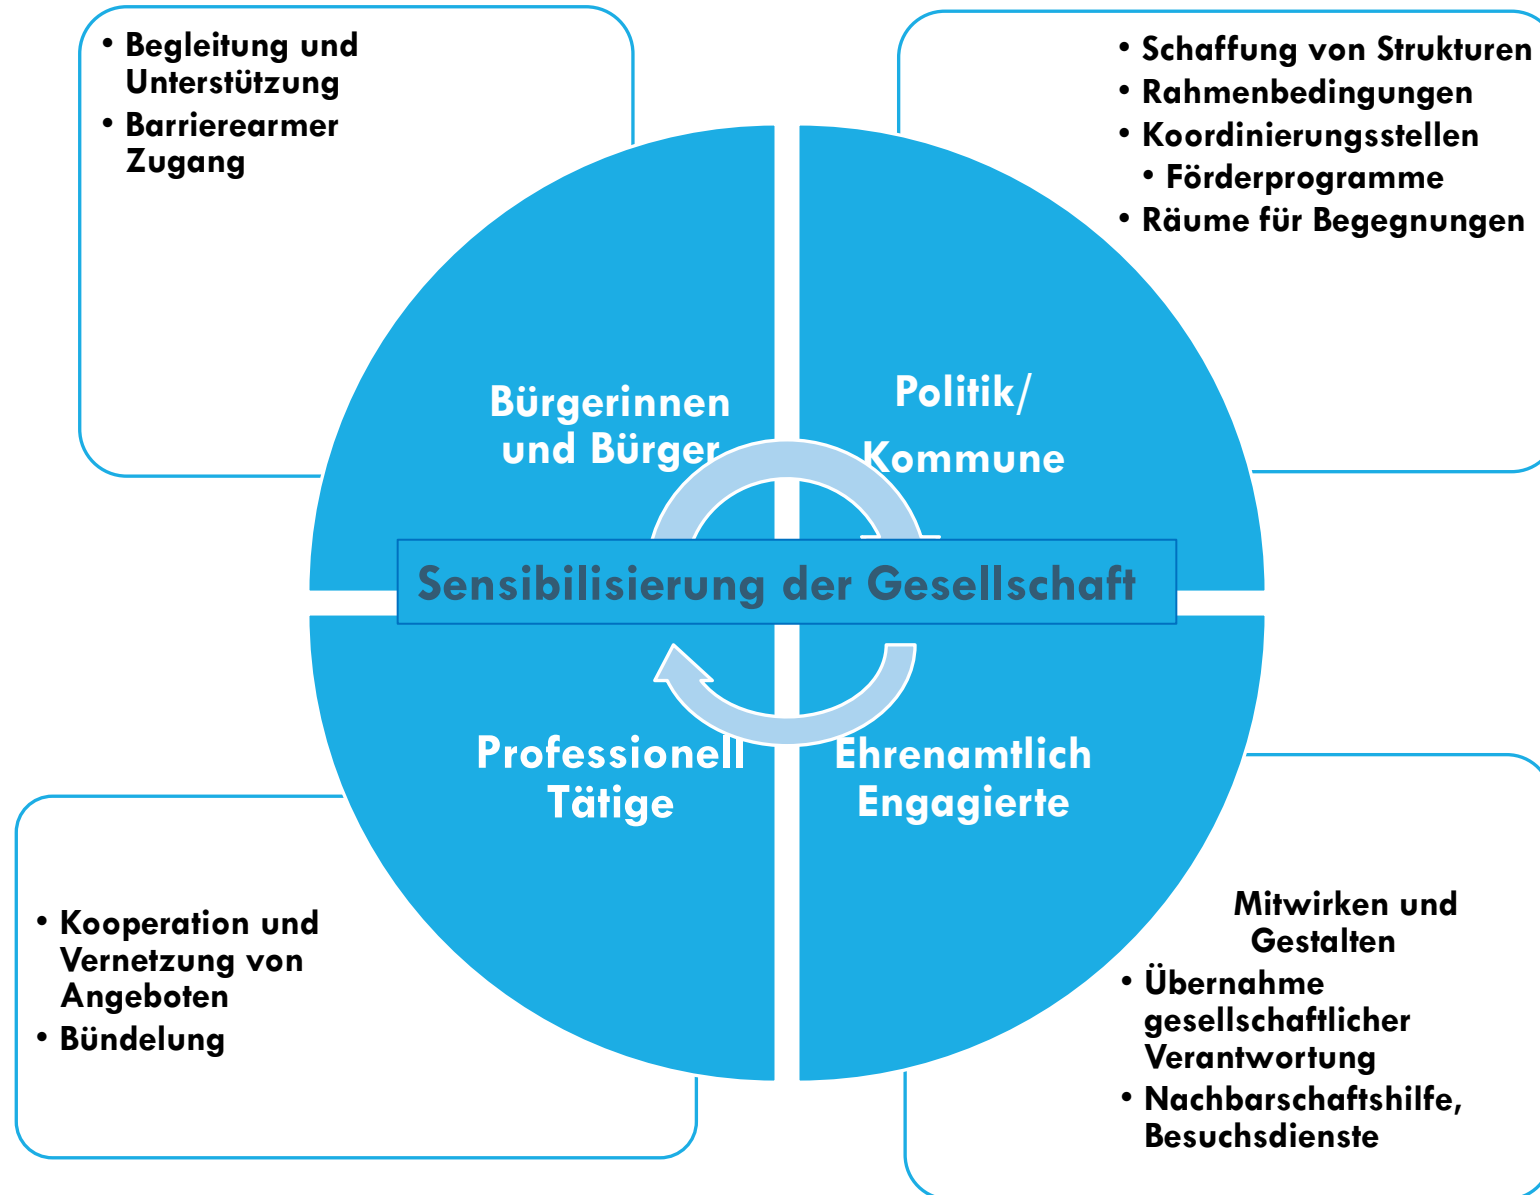 • Begleitung und
Unterstützung
• Barrierearmer
Zugang
• Schaffung von Strukturen
• Rahmenbedingungen
• Koordinierungsstellen
• Förderprogramme
• Räume für Begegnungen
Bürgerinnen
und Bürger
Politik/
Kommune
Sensibilisierung der Gesellschaft
Professionell
Tätige
Ehrenamtlich
Engagierte
• Kooperation und
Vernetzung von
Angeboten
• Bündelung
Mitwirken und
Gestalten
• Übernahme
gesellschaftlicher
Verantwortung
• Nachbarschaftshilfe,
Besuchsdienste